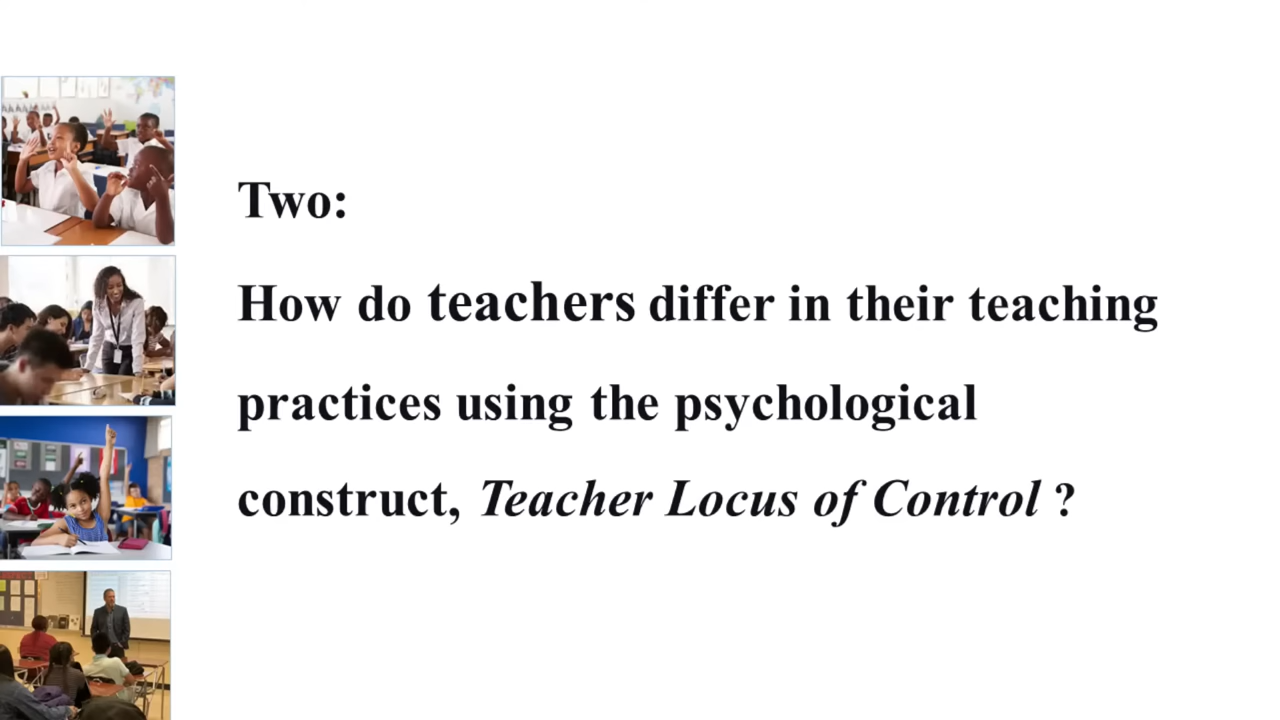 Two:
How do teachers differ in their teaching
practices using the psychological
construct, Teacher Locus of Control ?